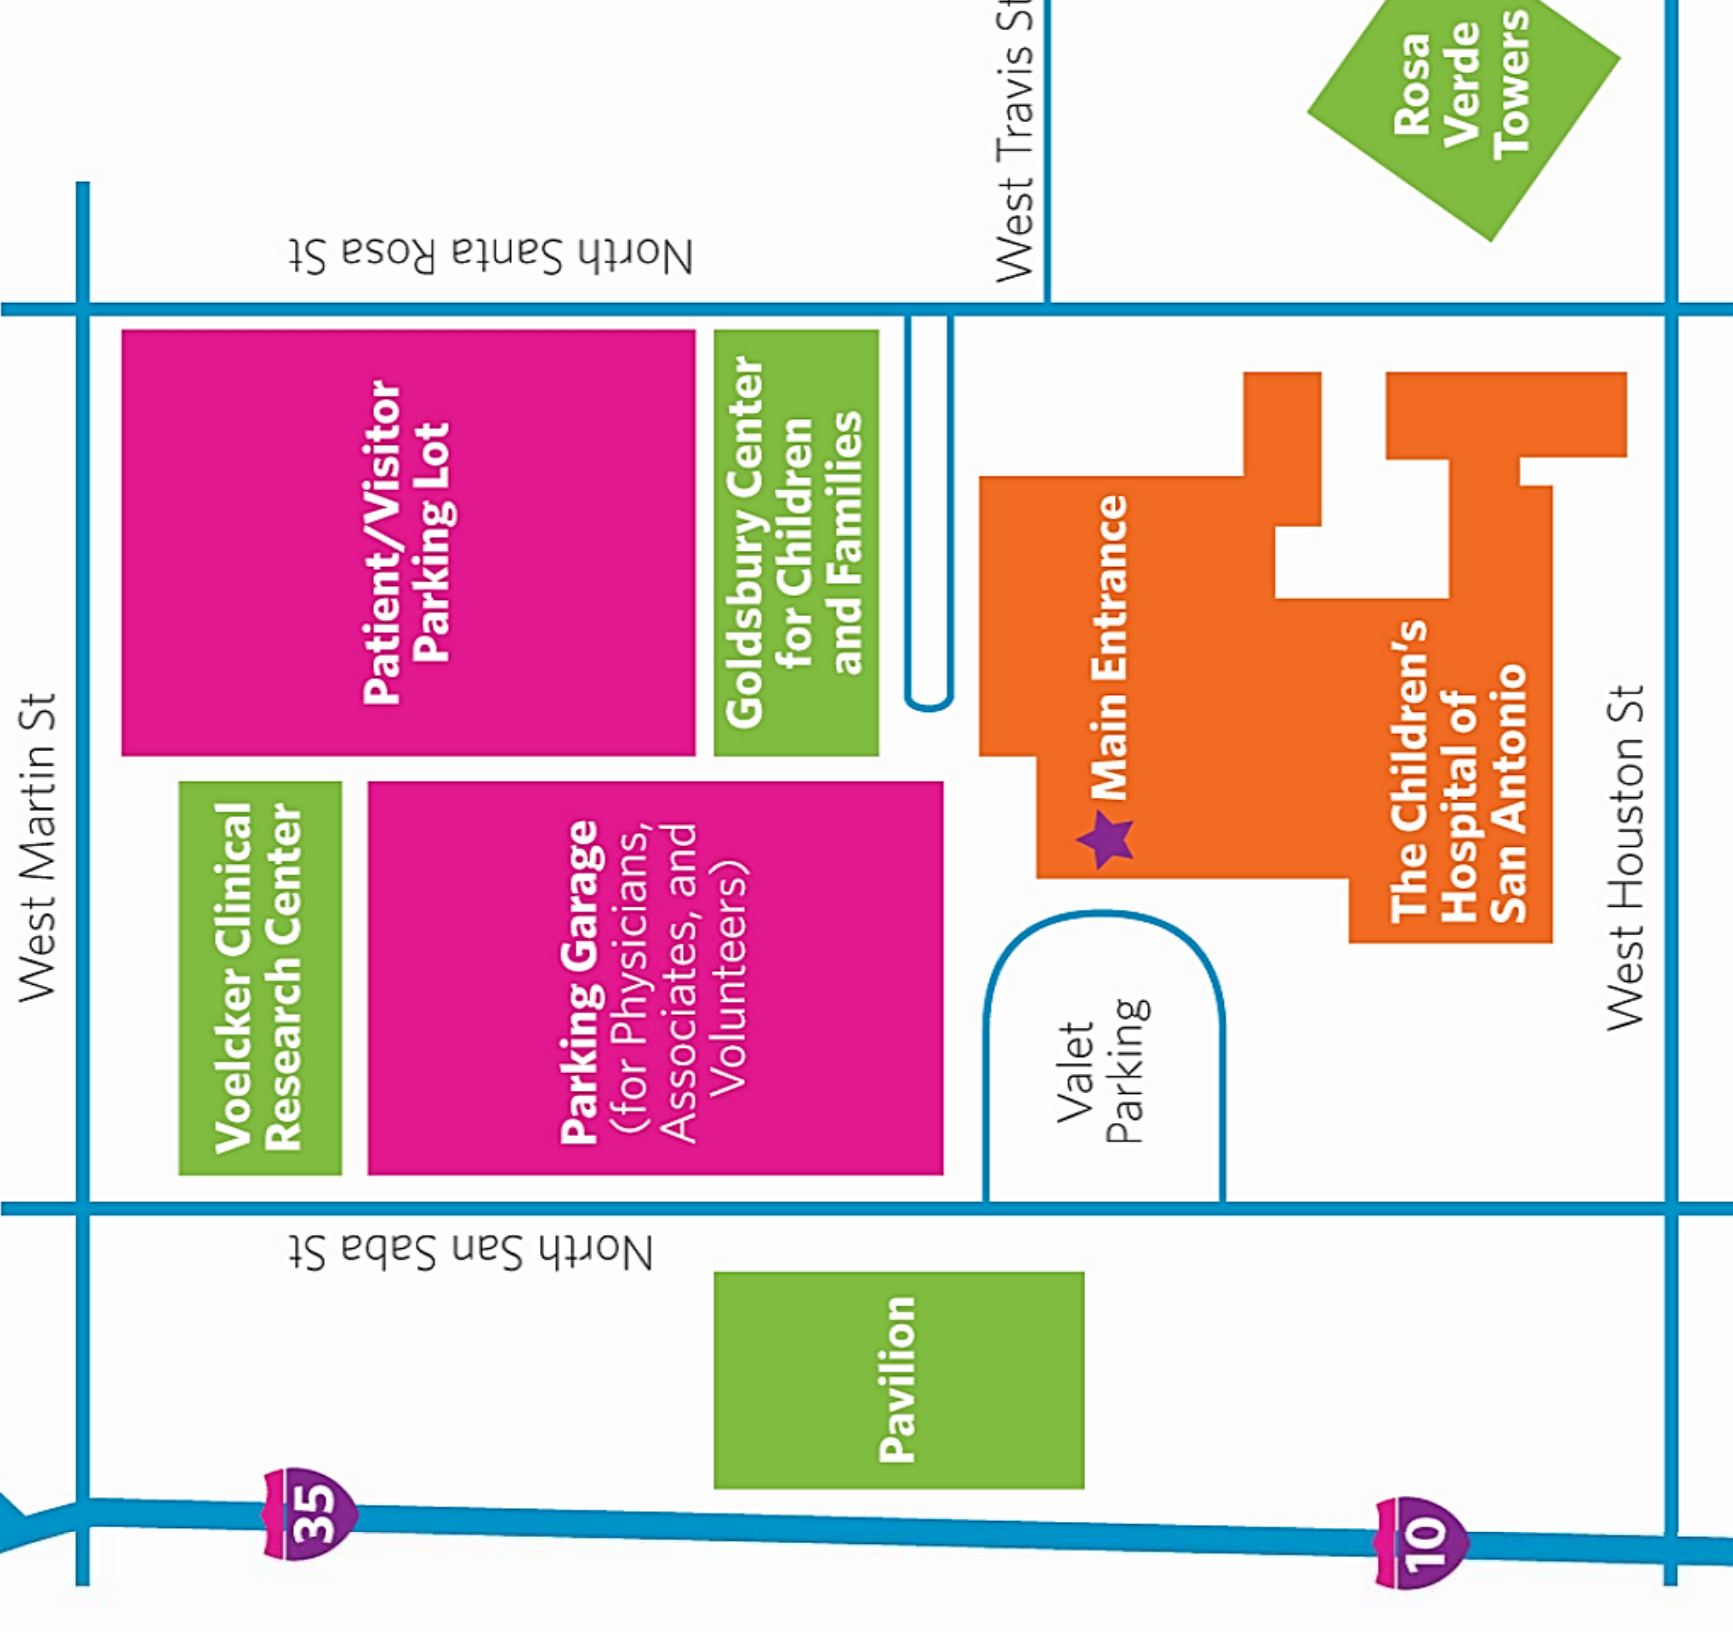 West Martin St
North Santa Rosa St
West Travis St
Rosa
Verde
Towers
Patient/Visitor
Parking Lot
Goldsbury Center
for Children
and Families
Voelcker Clinical
Research Center
Parking Garage
(for Physicians,
Associates, and
Volunteers)
Main Entrance
The Children's
Hospital of
San Antonio
Valet
Parking
West Houston St
North San Saba St
Pavilion
35
10